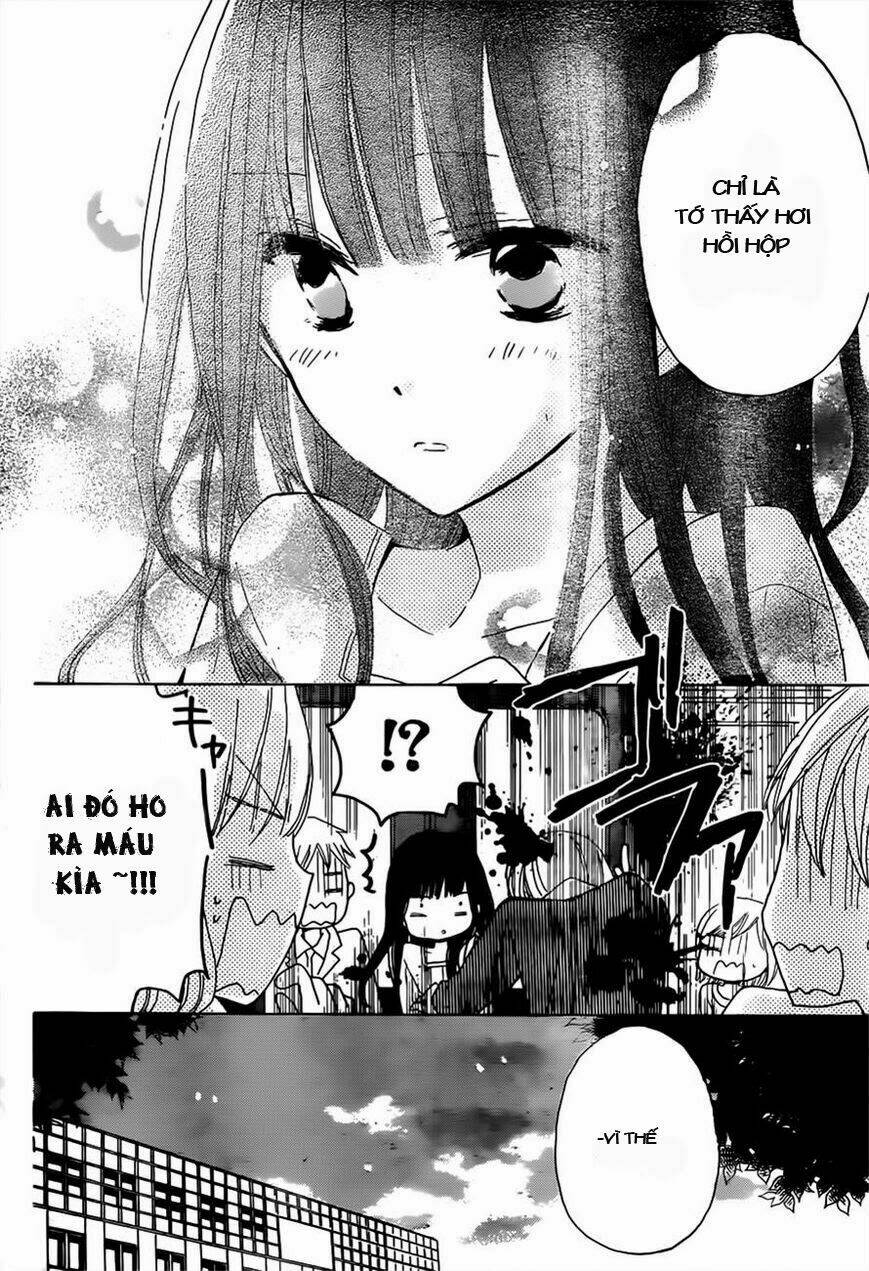 CHỈ LÀ
TỚ THẤY HƠI
HỒI HỘP
!?
キャー
AI ĐÓ HO
RA MÁU
KÌA ~!!!
-VÌ THẾ